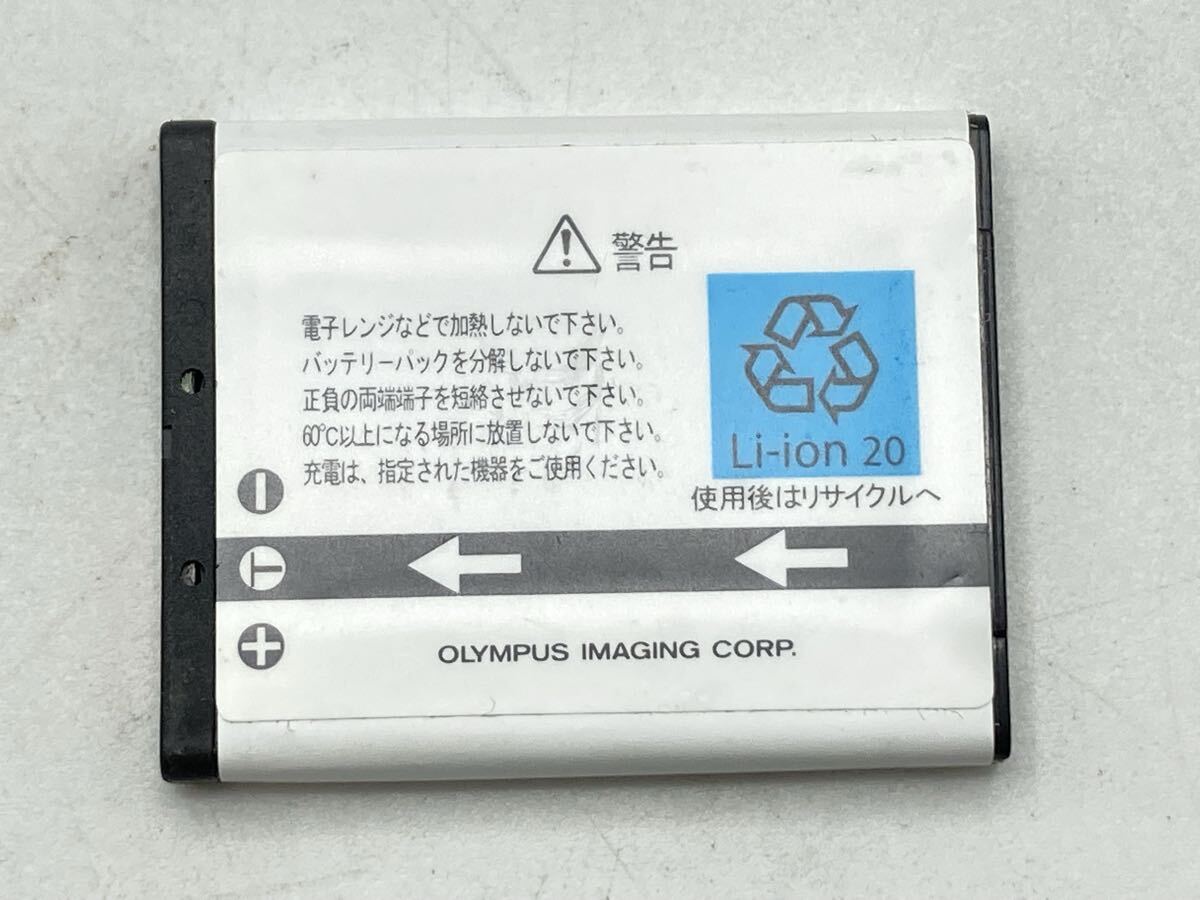 警告
電子レンジなどで加熱しないで下さい。
バッテリーパックを分解しないで下さい。
正負の両端端子を短絡させないで下さい。
60℃以上になる場所に放置しないで下さい。
充電は、指定された機器をご使用ください。
Li-ion 20
使用後はリサイクルへ
T
OLYMPUS IMAGING CORP.